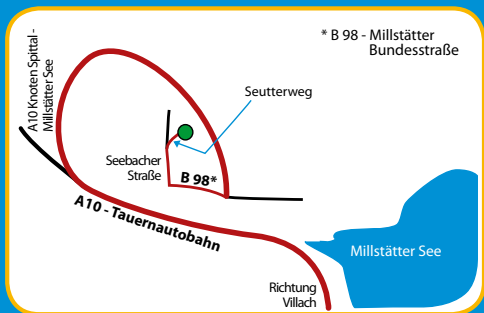 * B 98 - Millstätter
Bundesstraße
A10 Knoten Spittal -
Millstätter See
Seutterweg
Seebacher
Straße
B 98*
A10 - Tauernautobahn
Millstätter See
Richtung
Villach